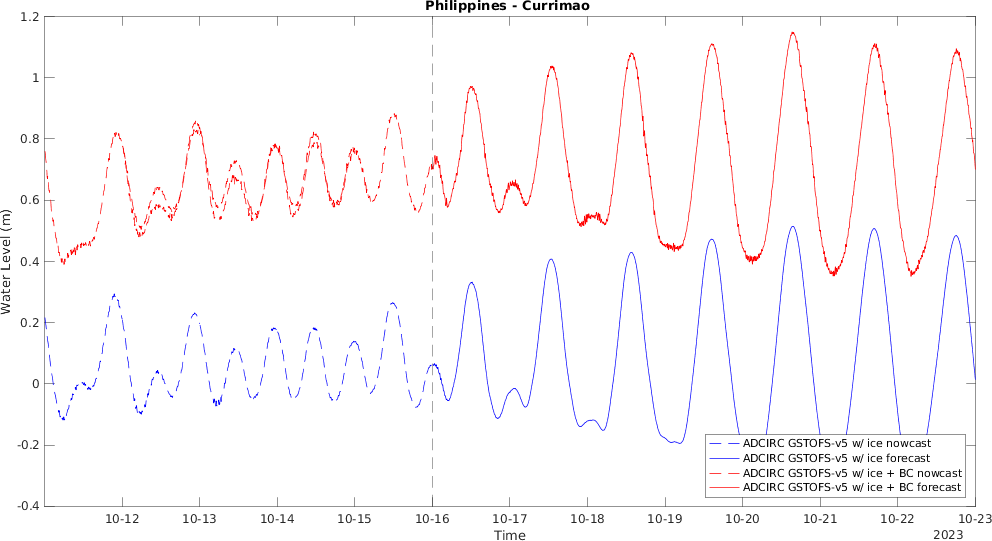 Philippines - Currimao
1.2
1
0.8
0.6
0.4
0.2
0
-0.2
-0.4
Water Level (m)
ADCIRC GSTOFS-v5 w/ ice nowcast
ADCIRC GSTOFS-v5 w/ ice forecast
ADCIRC GSTOFS-v5 w/ ice + BC nowcast
ADCIRC GSTOFS-v5 w/ ice + BC forecast
10-12 10-13 10-14 10-15 10-16 10-17 10-18 10-19 10-20 10-21 10-22 10-23
Time
2023